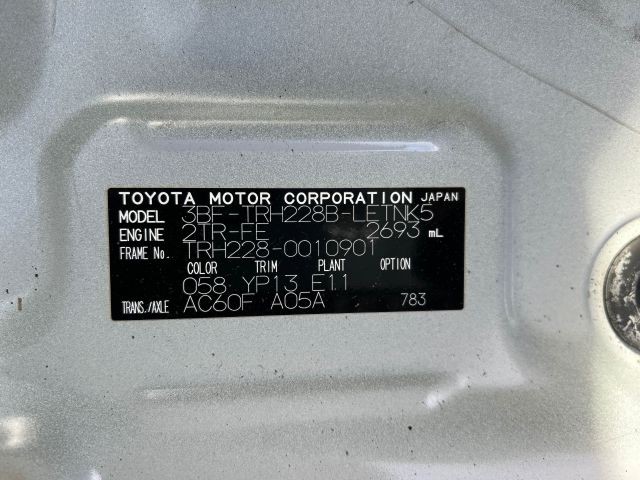 TOYOTA MOTOR CORPORATION JAPAN
MODEL 3BF-TRH228B-LETNK5
ENGINE 2TR-FE 2693 mL
FRAME No. TRH228-0010901
COLOR TRIM PLANT OPTION
058 YP13 E11
TRANS./AXLE AC60F A05A 783